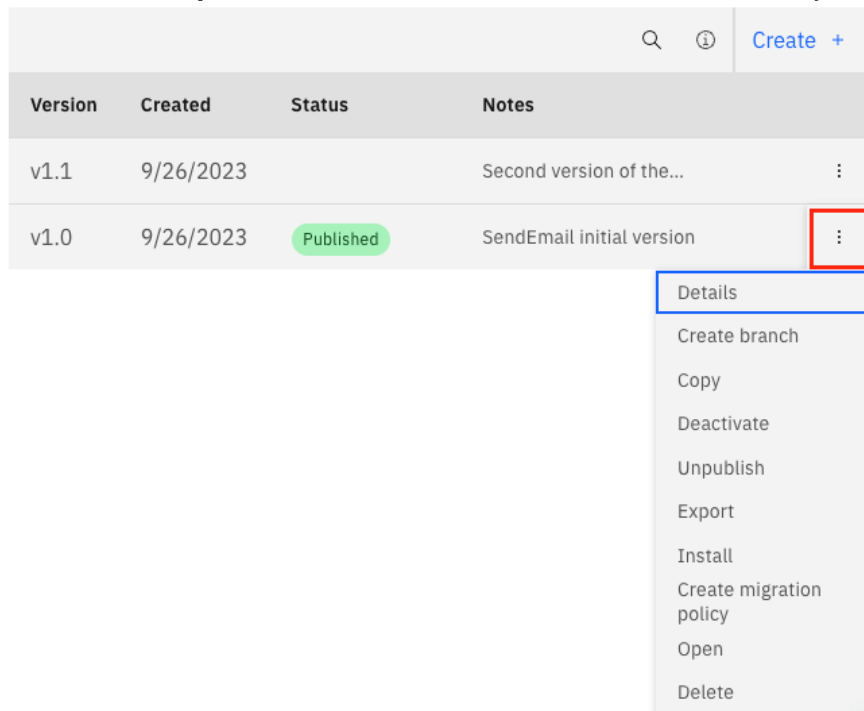 Create +
Version Created Status Notes
v1.1 9/26/2023 Second version of the...
v1.0 9/26/2023 Published SendEmail initial version
Details
Create branch
Copy
Deactivate
Unpublish
Export
Install
Create migration
policy
Open
Delete